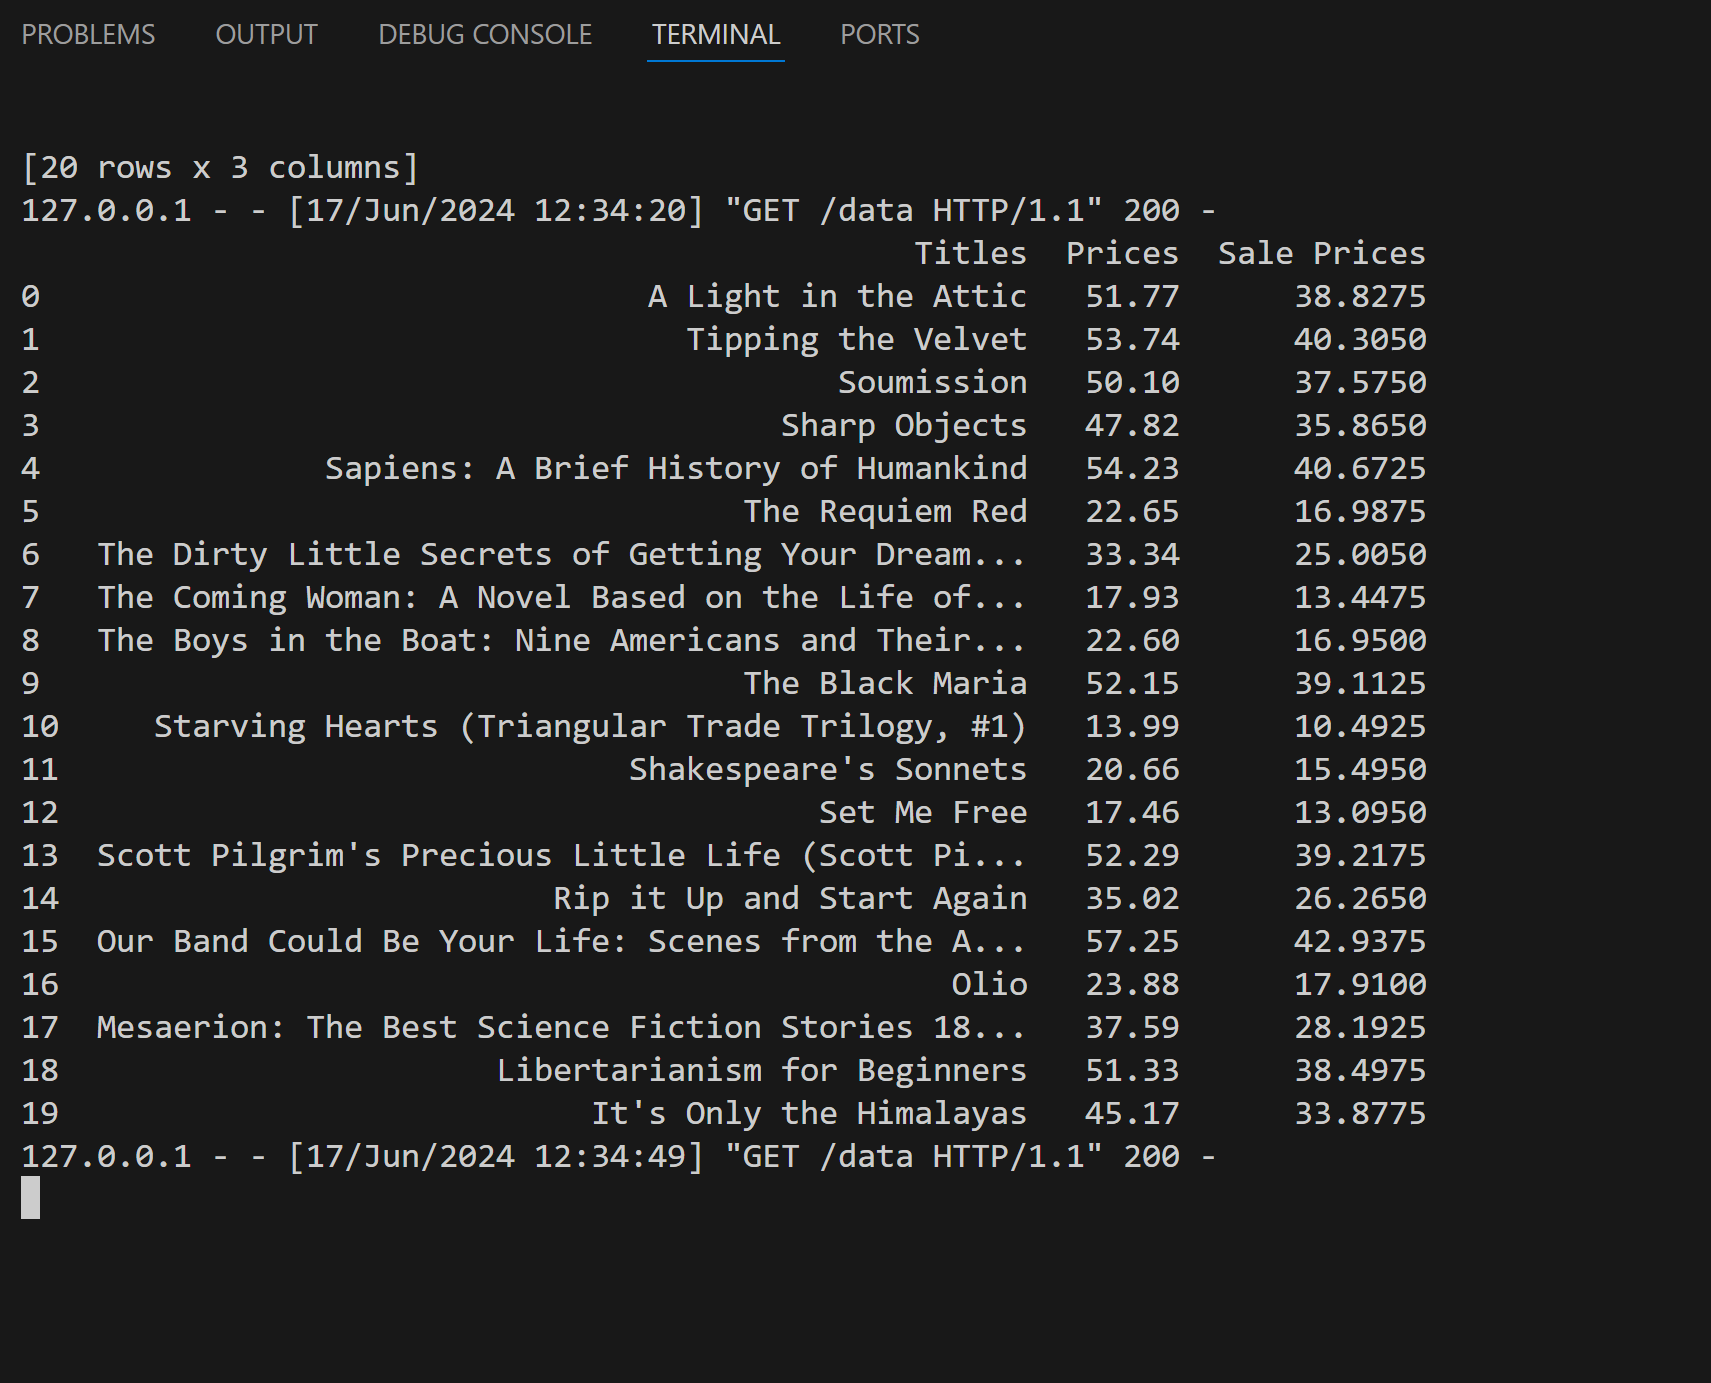 PROBLEMS OUTPUT DEBUG CONSOLE TERMINAL PORTS
[20 rows x 3 columns]
127.0.0.1 - - [17/Jun/2024 12:34:20] "GET /data HTTP/1.1" 200 -
Titles Prices Sale Prices
0 A Light in the Attic 51.77 38.8275
1 Tipping the Velvet 53.74 40.3050
2 Soumission 50.10 37.5750
3 Sharp Objects 47.82 35.8650
4 Sapiens: A Brief History of Humankind 54.23 40.6725
5 The Requiem Red 22.65 16.9875
6 The Dirty Little Secrets of Getting Your Dream... 33.34 25.0050
7 The Coming Woman: A Novel Based on the Life of... 17.93 13.4475
8 The Boys in the Boat: Nine Americans and Their... 22.60 16.9500
9 The Black Maria 52.15 39.1125
10 Starving Hearts (Triangular Trade Trilogy, #1) 13.99 10.4925
11 Shakespeare's Sonnets 20.66 15.4950
12 Set Me Free 17.46 13.0950
13 Scott Pilgrim's Precious Little Life (Scott Pi... 52.29 39.2175
14 Rip it Up and Start Again 35.02 26.2650
15 Our Band Could Be Your Life: Scenes from the A... 57.25 42.9375
16 Olio 23.88 17.9100
17 Mesaerion: The Best Science Fiction Stories 18... 37.59 28.1925
18 Libertarianism for Beginners 51.33 38.4975
19 It's Only the Himalayas 45.17 33.8775
127.0.0.1 - - [17/Jun/2024 12:34:49] "GET /data HTTP/1.1" 200 -